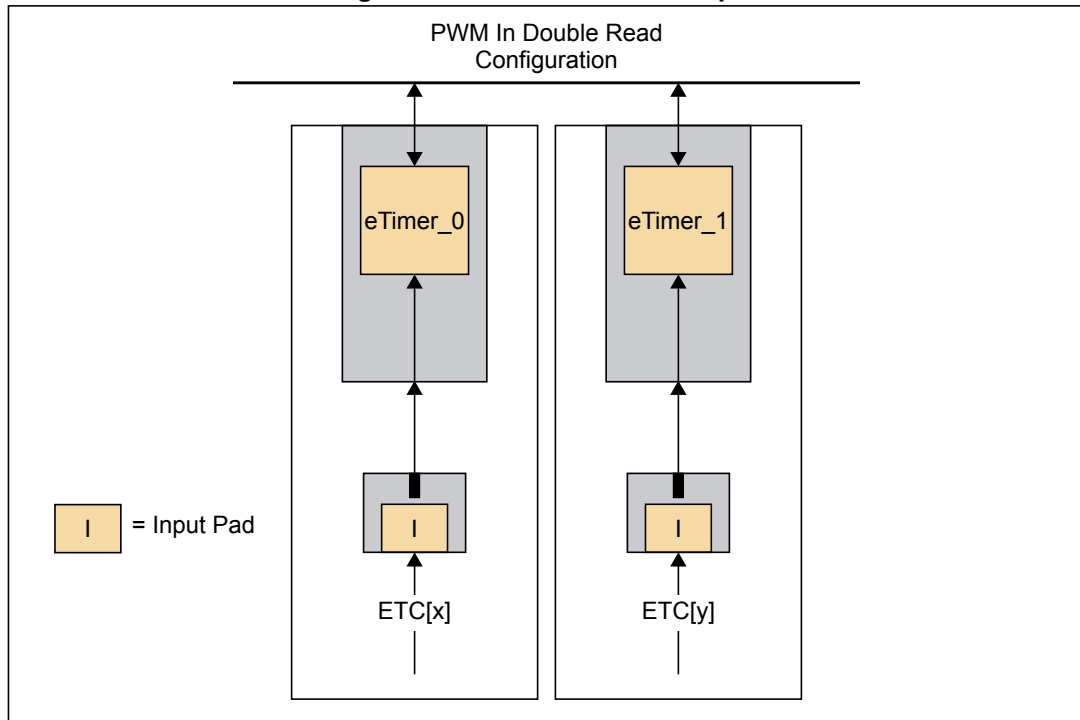 PWM In Double Read
Configuration
eTimer_0
eTimer_1
I
= Input Pad
I
I
ETC[x]
ETC[y]